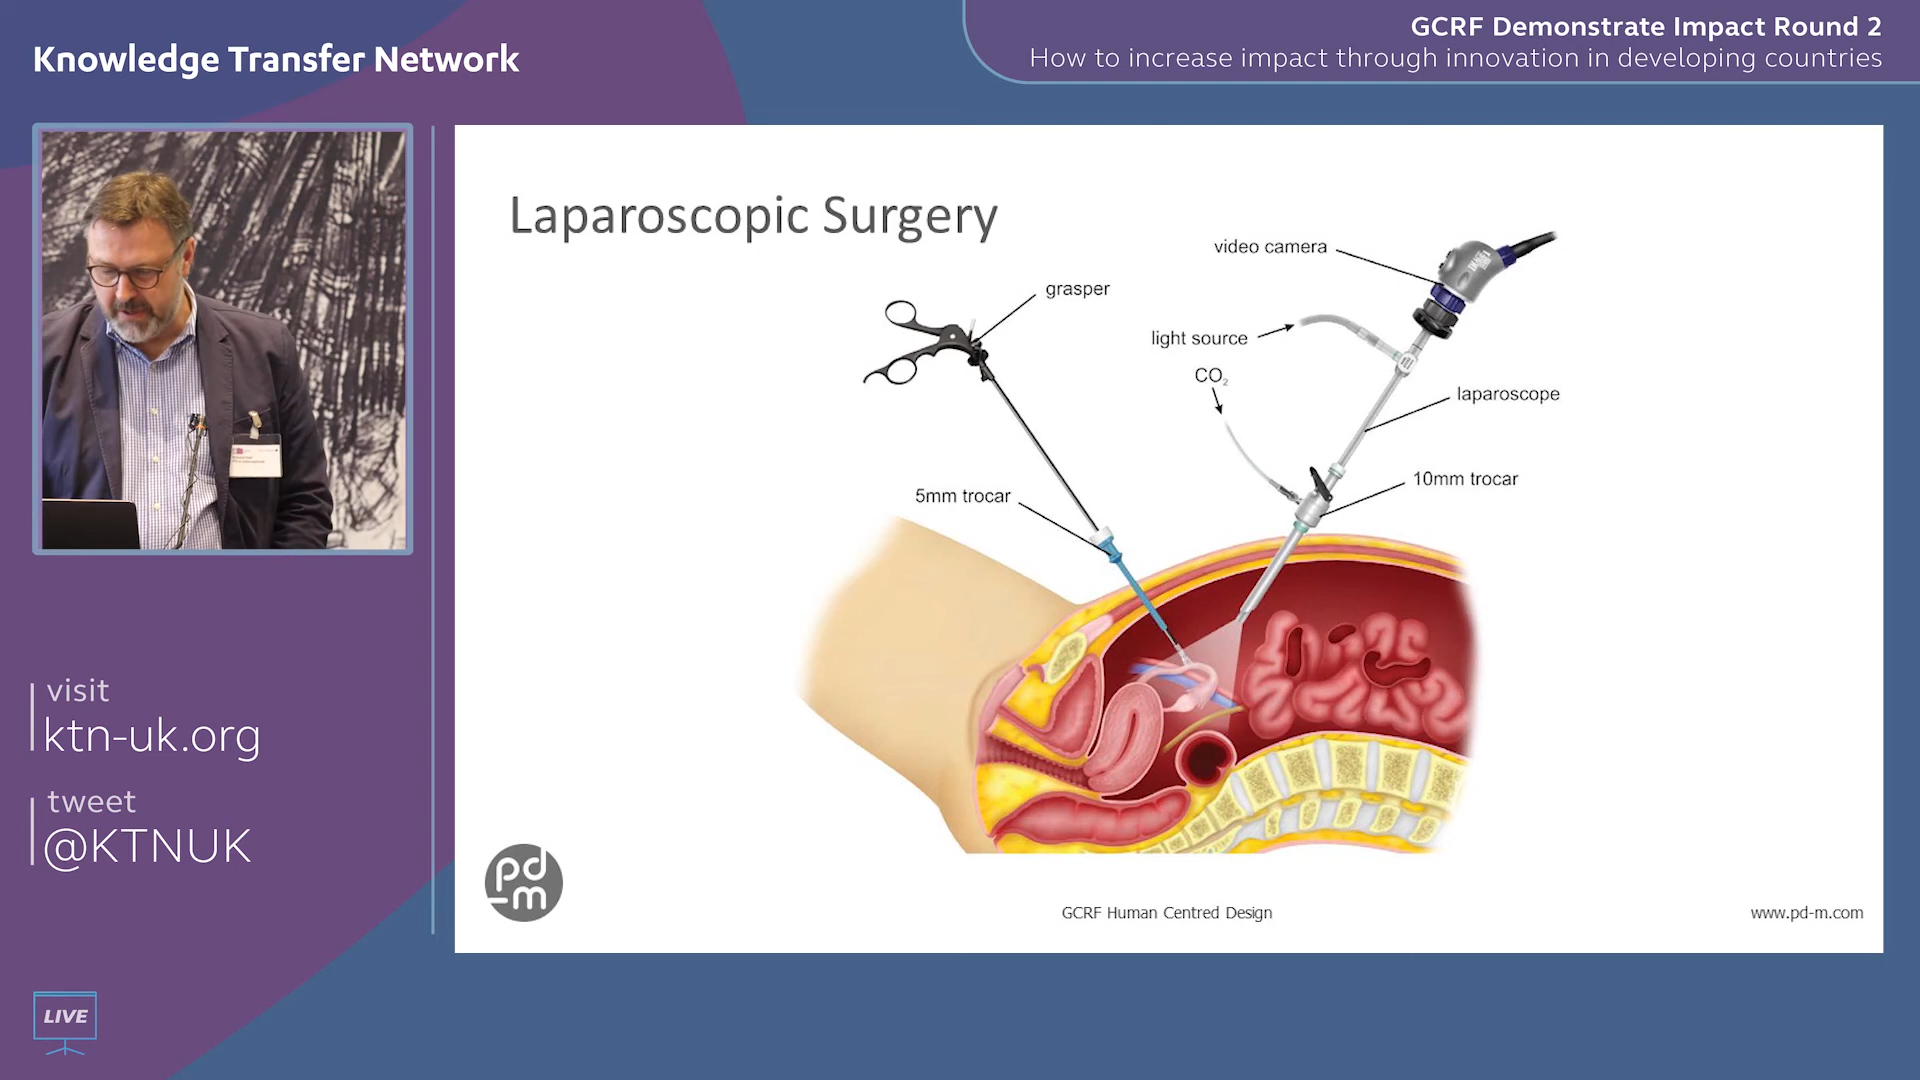 Knowledge Transfer Network
GCRF Demonstrate Impact Round 2
How to increase impact through innovation in developing countries
Laparoscopic Surgery
video camera
grasper
light source
CO₂
laparoscope
10mm trocar
5mm trocar
visit
ktn-uk.org
tweet
@KTNUK
pd
-m
GCRF Human Centred Design
www.pd-m.com
LIVE